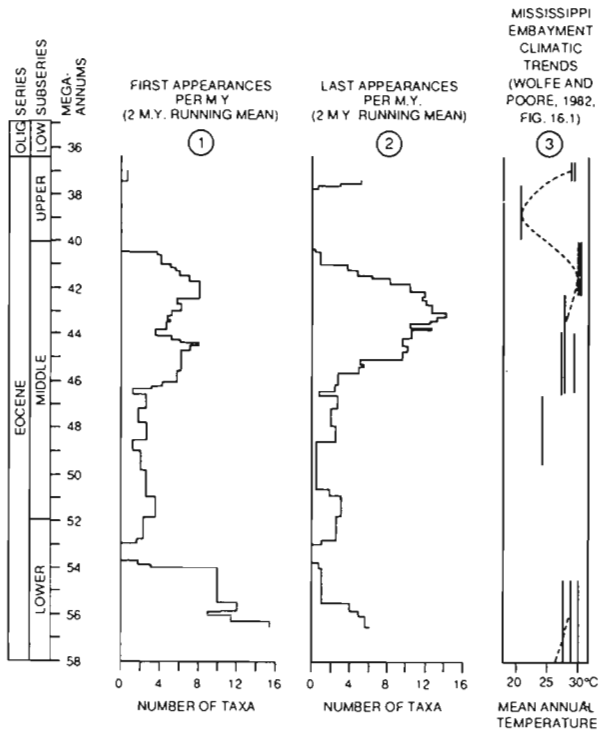 OLIG SERIES
LOW SUBSERIES
MEGA-
ANNUMS
FIRST APPEARANCES
PER M Y
(2 M.Y. RUNNING MEAN)
1
LAST APPEARANCES
PER M.Y.
(2 M Y. RUNNING MEAN)
2
MISSISSIPPI
EMBAYMENT
CLIMATIC
TRENDS
(WOLFE AND
POORE, 1982,
FIG. 16.1)
3
EOCENE
UPPER
MIDDLE
LOWER
36
38
40
42
44
46
48
50
52
54
56
58
0 4 8 12 16
NUMBER OF TAXA
0 4 8 12 16
NUMBER OF TAXA
20 25 30°C
MEAN ANNUAL
TEMPERATURE